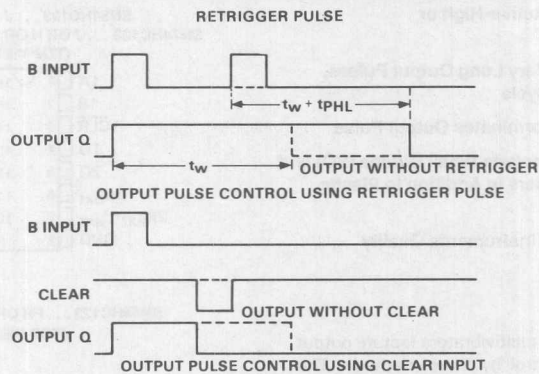 RETRIGGER PULSE
B INPUT
tw + tPHL
OUTPUT Q
tw
OUTPUT WITHOUT RETRIGGER
OUTPUT PULSE CONTROL USING RETRIGGER PULSE
B INPUT
CLEAR
OUTPUT WITHOUT CLEAR
OUTPUT Q
OUTPUT PULSE CONTROL USING CLEAR INPUT